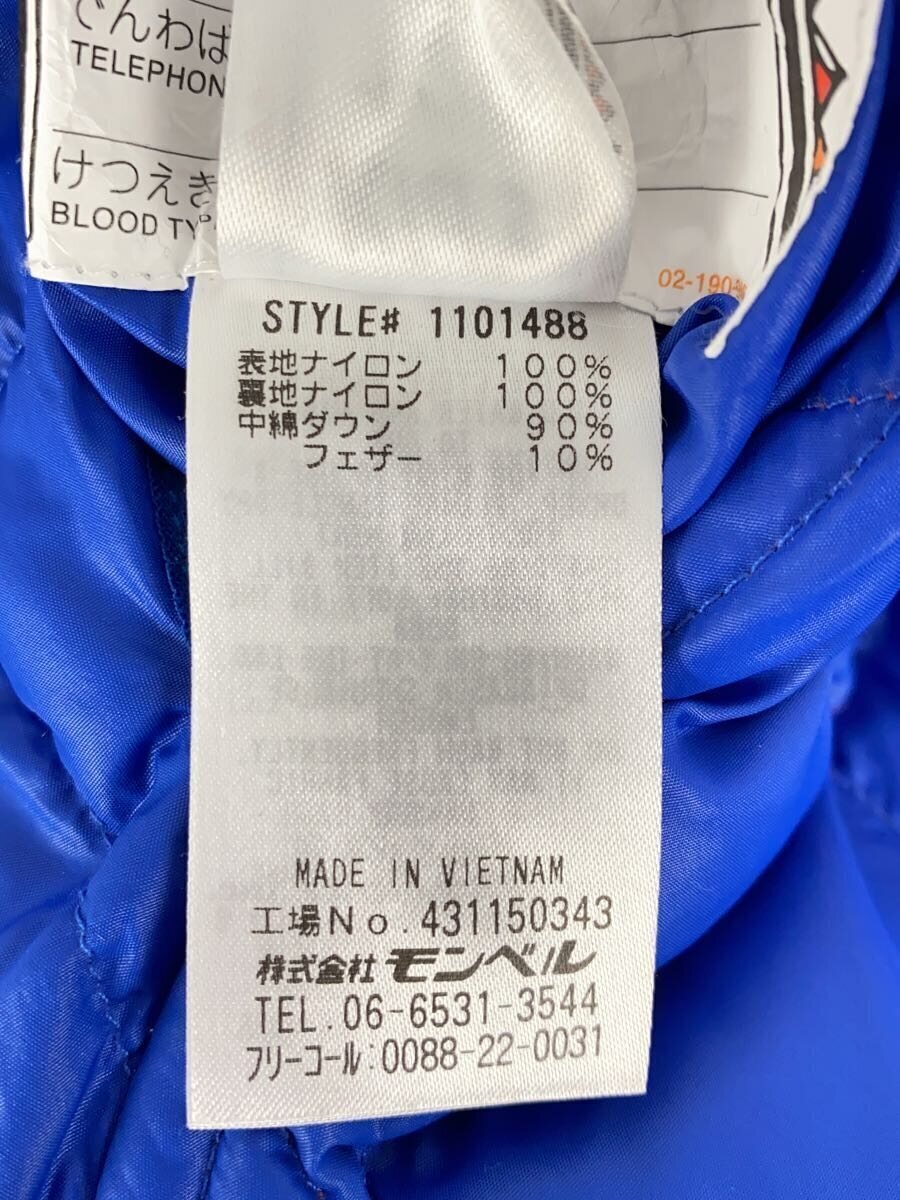 でんわば
TELEPHON
けつえき
BLOOD TY
02-190-
STYLE# 1101488
表地ナイロン 100%
裏地ナイロン 100%
中綿ダウン 90%
フェザー 10%
MADE IN VIETNAM
工場No.431150343
株式会社 モンベル
TEL.06-6531-3544
フリーコール:0088-22-0031